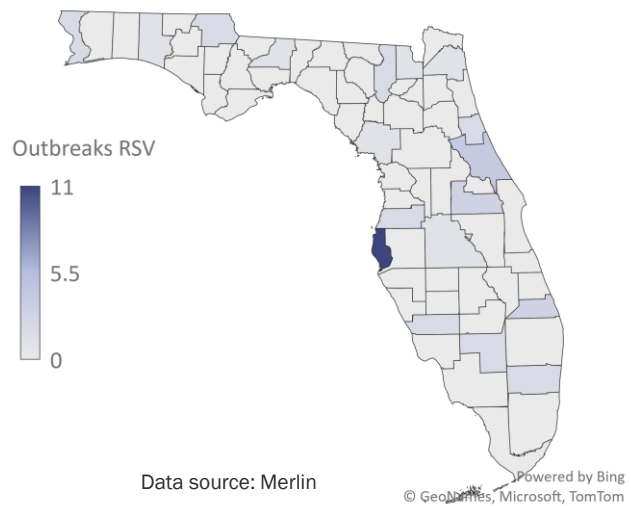 Outbreaks RSV
11
5.5
0
Data source: Merlin
Powered by Bing
© GeoNames, Microsoft, TomTom